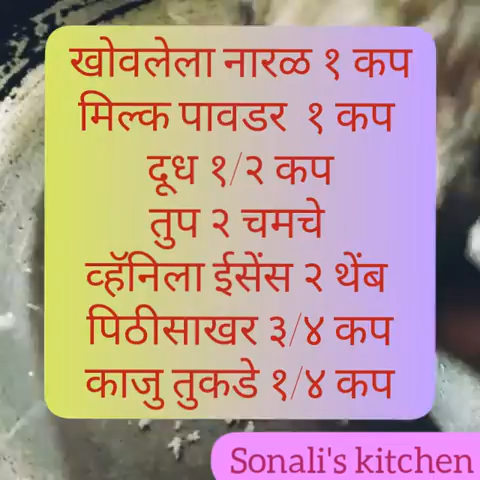 खोवलेला नारळ १ कप
मिल्क पावडर १ कप
दूध १/२ कप
तुप २ चमचे
व्हॅनिला ईसेंस २ थेंब
पिठीसाखर ३/४ कप
काजु तुकडे १/४ कप
Sonali's kitchen